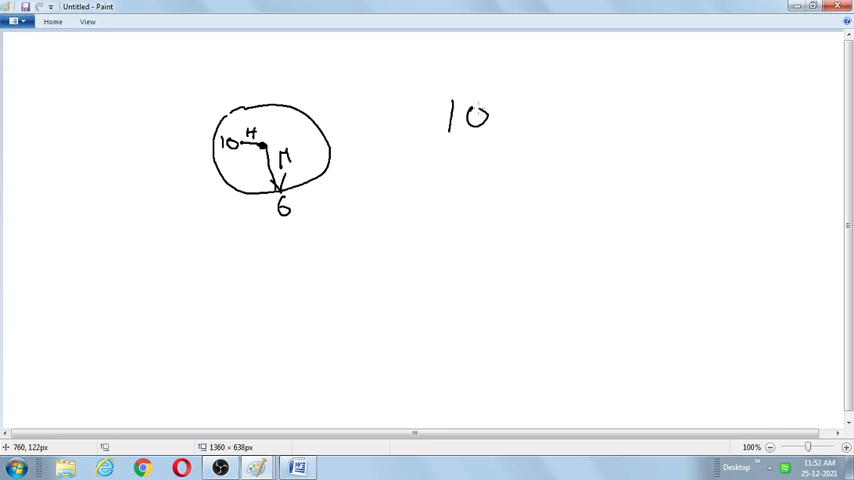 Untitled - Paint
Home View
10
H
10
M
6
760, 122px
1360 × 638px
100%
Desktop
11:52 AM
25-12-2021